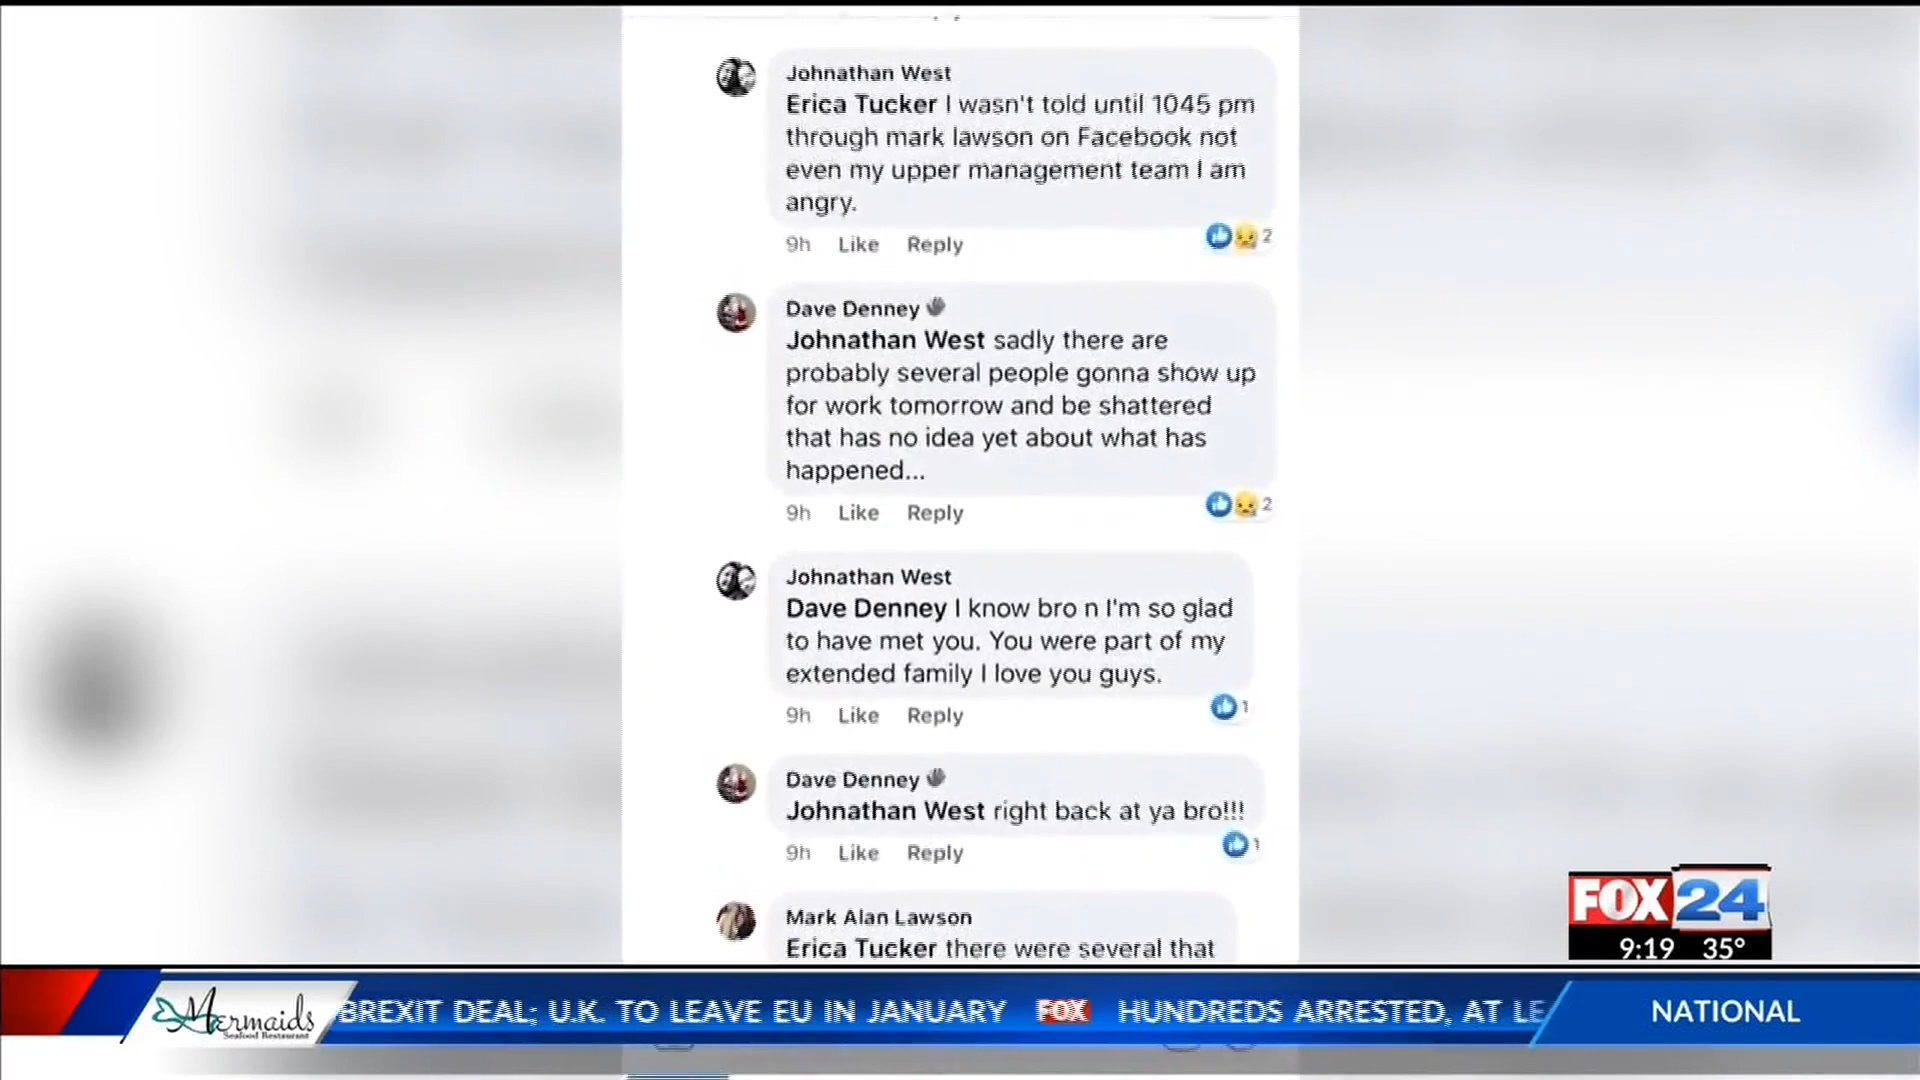 Johnathan West
Erica Tucker I wasn't told until 1045 pm
through mark lawson on Facebook not
even my upper management team I am
angry.
9h Like Reply
2
Dave Denney
Johnathan West sadly there are
probably several people gonna show up
for work tomorrow and be shattered
that has no idea yet about what has
happened...
9h Like Reply
2
Johnathan West
Dave Denney I know bro n I'm so glad
to have met you. You were part of my
extended family I love you guys.
9h Like Reply
1
Dave Denney
Johnathan West right back at ya bro!!!
9h Like Reply
1
Mark Alan Lawson
Erica Tucker there were several that
FOX 24
9:19 35°
Mermaids
Seafood Restaurant
BREXIT DEAL; U.K. TO LEAVE EU IN JANUARY FOX HUNDREDS ARRESTED, AT LE
NATIONAL